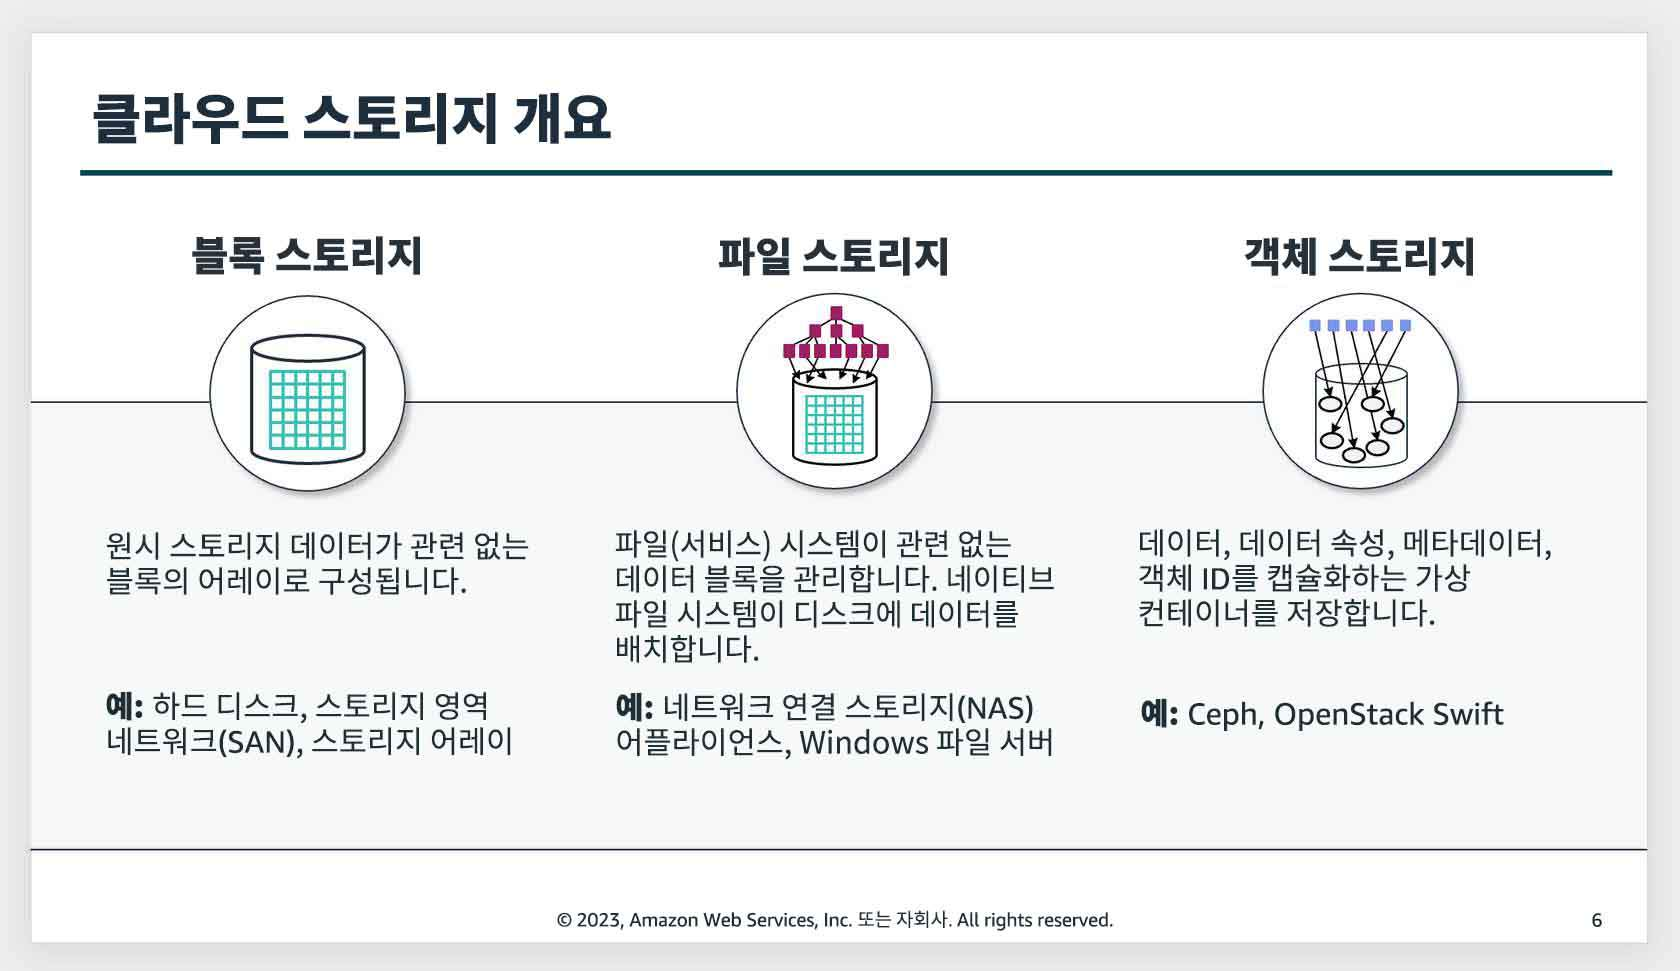 클라우드 스토리지 개요
블록 스토리지
파일 스토리지
객체 스토리지
원시 스토리지 데이터가 관련 없는
블록의 어레이로 구성됩니다.
예: 하드 디스크, 스토리지 영역
네트워크(SAN), 스토리지 어레이
파일(서비스) 시스템이 관련 없는
데이터 블록을 관리합니다. 네이티브
파일 시스템이 디스크에 데이터를
배치합니다.
예: 네트워크 연결 스토리지(NAS)
어플라이언스, Windows 파일 서버
데이터, 데이터 속성, 메타데이터,
객체 ID를 캡슐화하는 가상
컨테이너를 저장합니다.
예: Ceph, OpenStack Swift
© 2023, Amazon Web Services, Inc. 또는 자회사. All rights reserved.
6